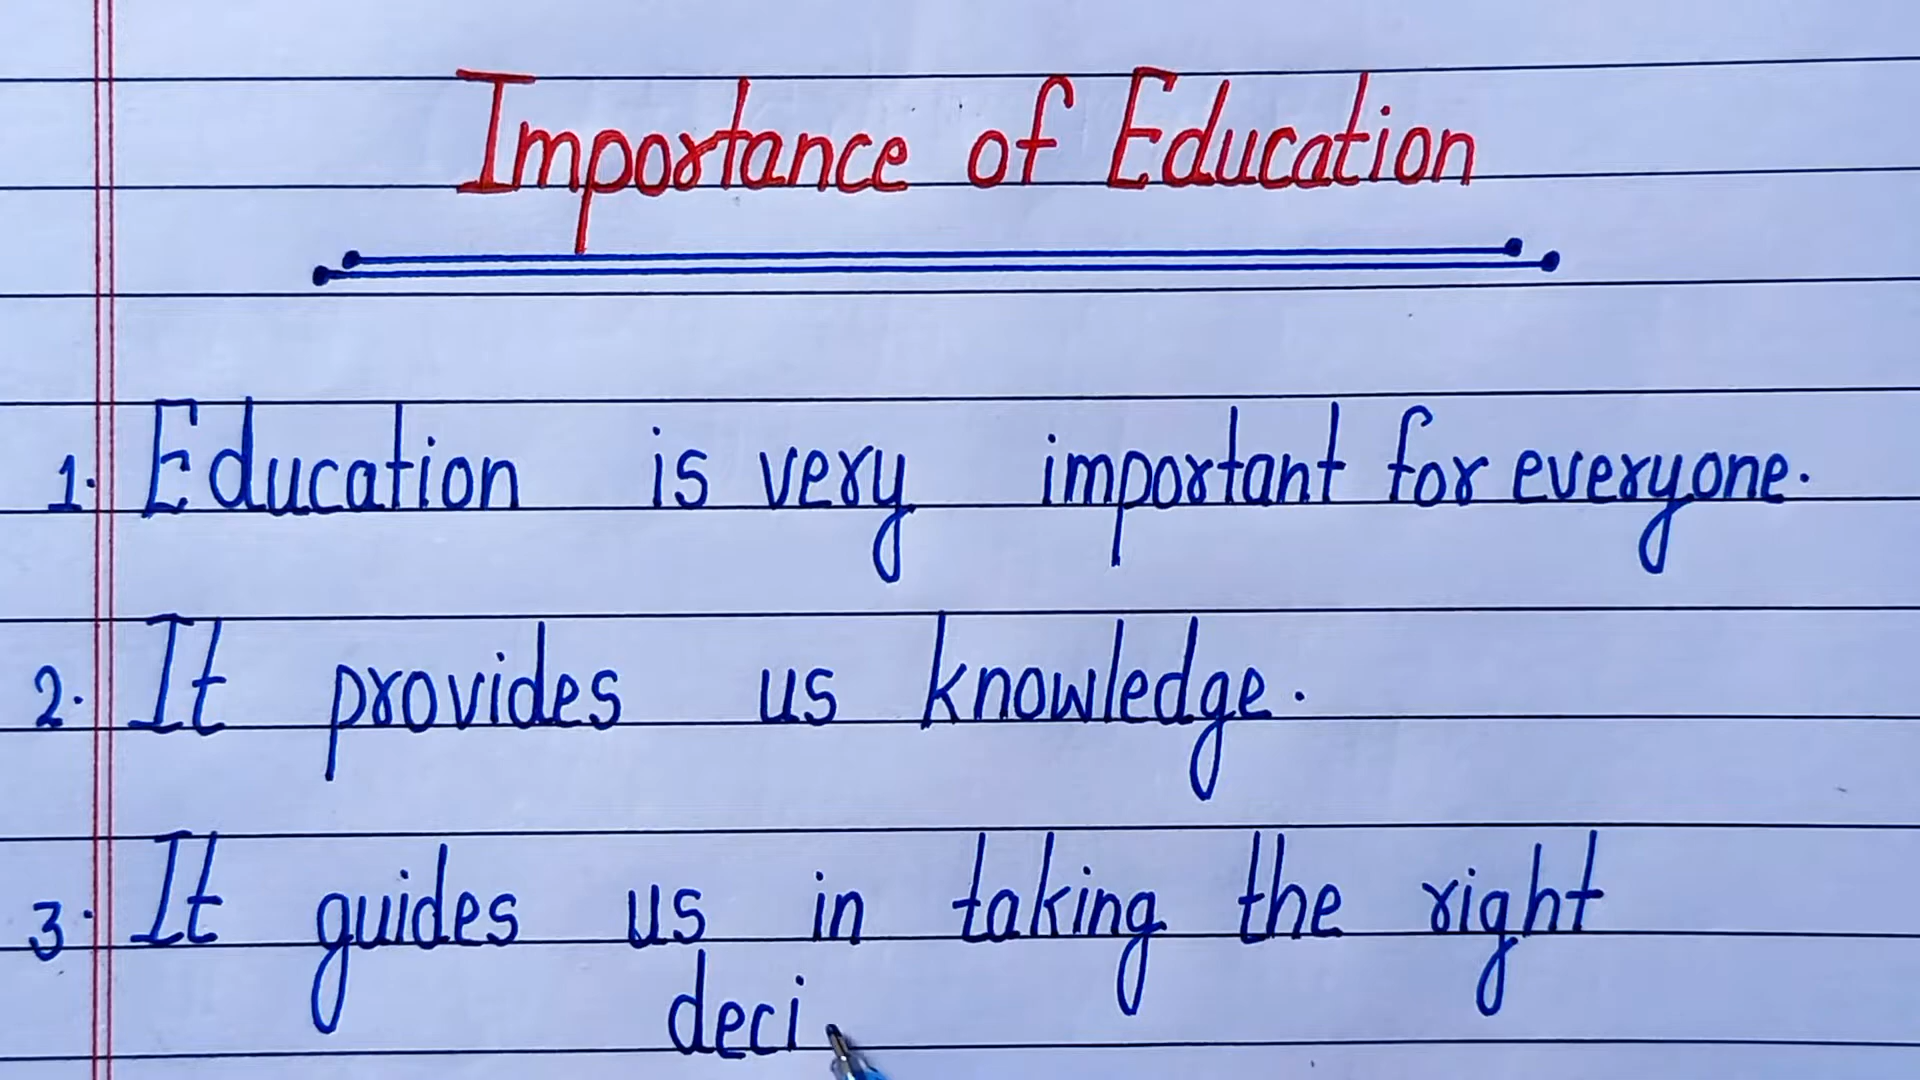 Importance of Education
1. Education is very important for everyone.
2. It provides us knowledge.
3. It guides us in taking the right
deci